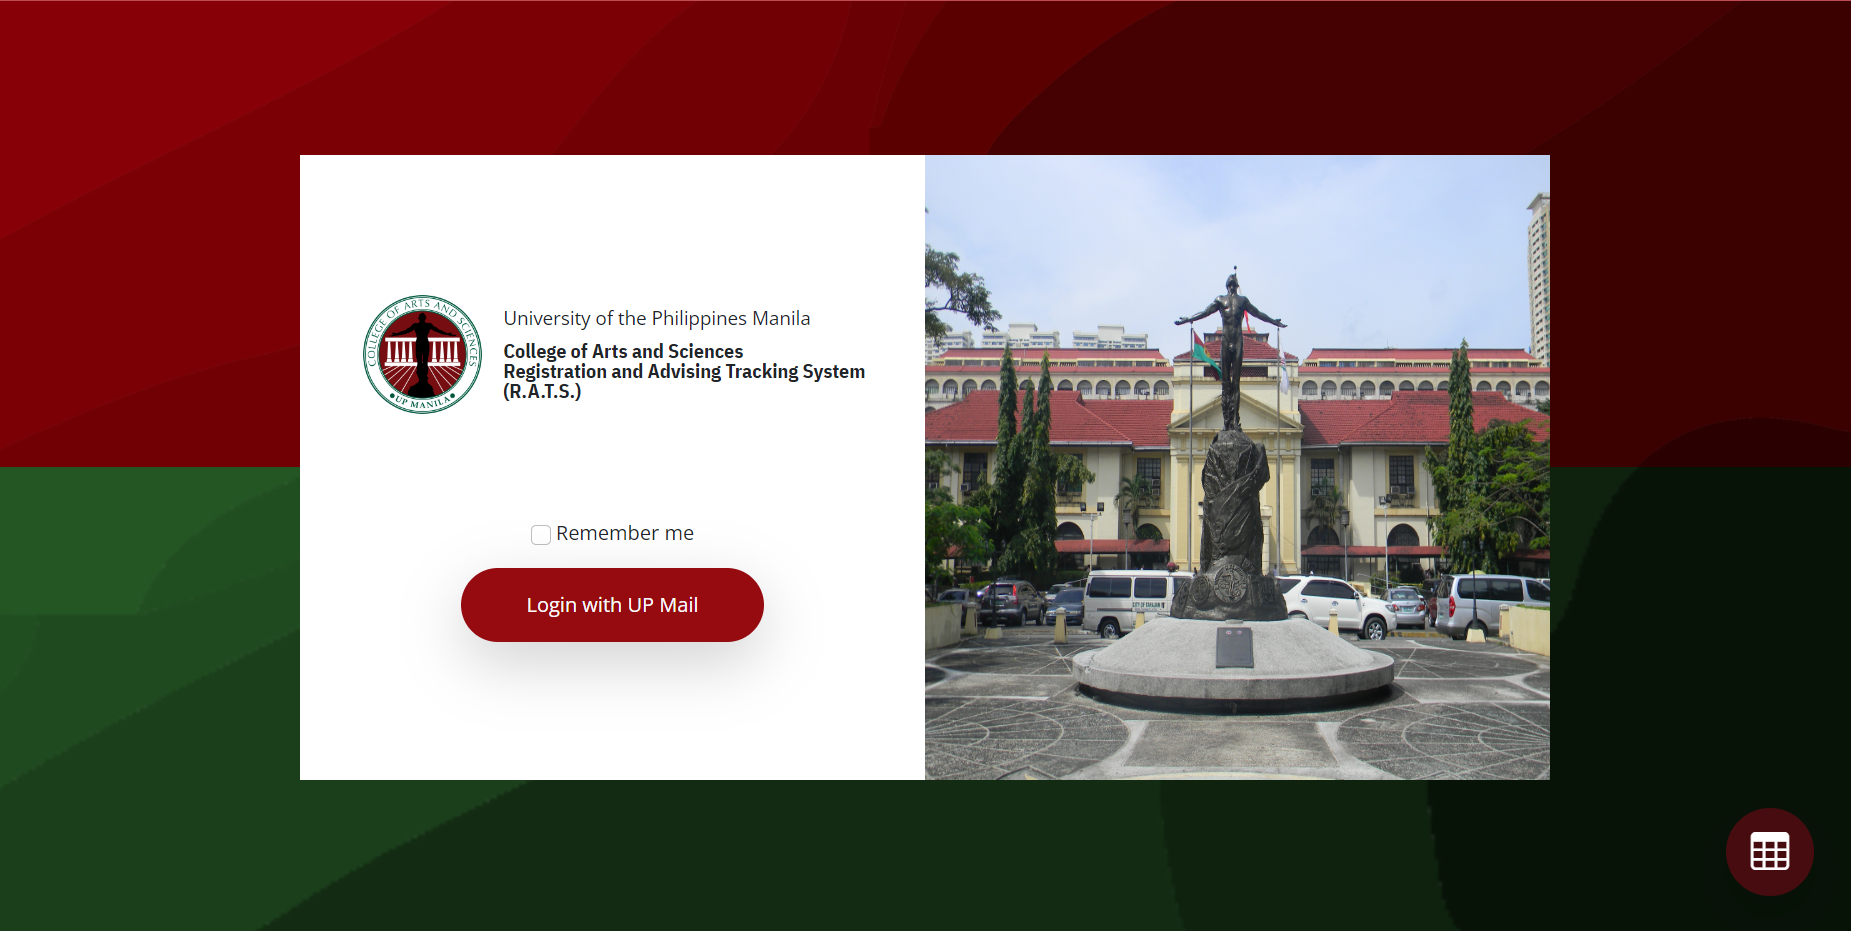 COLLEGE OF ARTS AND SCIENCES
UP MANILA
University of the Philippines Manila
College of Arts and Sciences
Registration and Advising Tracking System
(R.A.T.S.)
Remember me
Login with UP Mail